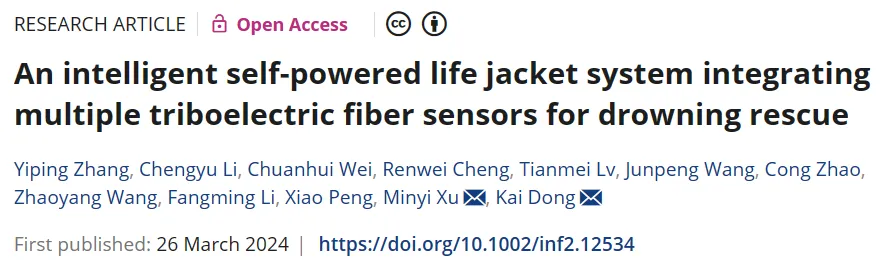 RESEARCH ARTICLE Open Access
An intelligent self-powered life jacket system integrating
multiple triboelectric fiber sensors for drowning rescue
Yiping Zhang, Chengyu Li, Chuanhui Wei, Renwei Cheng, Tianmei Lv, Junpeng Wang, Cong Zhao,
Zhaoyang Wang, Fangming Li, Xiao Peng, Minyi Xu, Kai Dong
First published: 26 March 2024 | https://doi.org/10.1002/inf2.12534